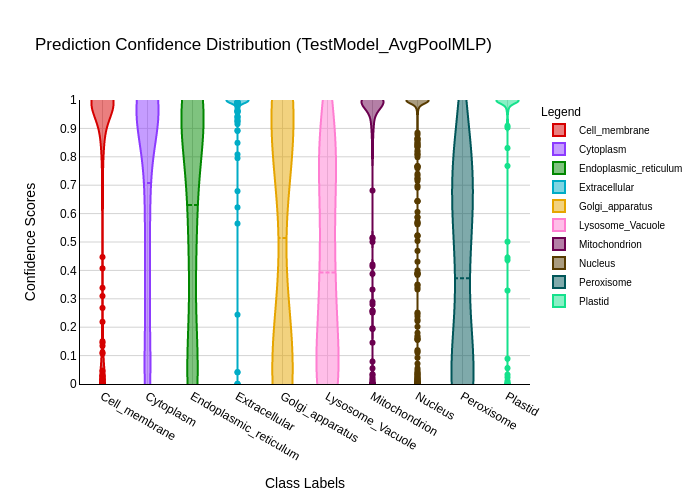 Prediction Confidence Distribution (TestModel_AvgPoolMLP)
Legend
Cell_membrane
Cytoplasm
Endoplasmic_reticulum
Extracellular
Golgi_apparatus
Lysosome_Vacuole
Mitochondrion
Nucleus
Peroxisome
Plastid
Confidence Scores
1
0.9
0.8
0.7
0.6
0.5
0.4
0.3
0.2
0.1
0
Cell_membrane
Cytoplasm
Endoplasmic_reticulum
Extracellular
Golgi_apparatus
Lysosome_Vacuole
Mitochondrion
Nucleus
Peroxisome
Plastid
Class Labels